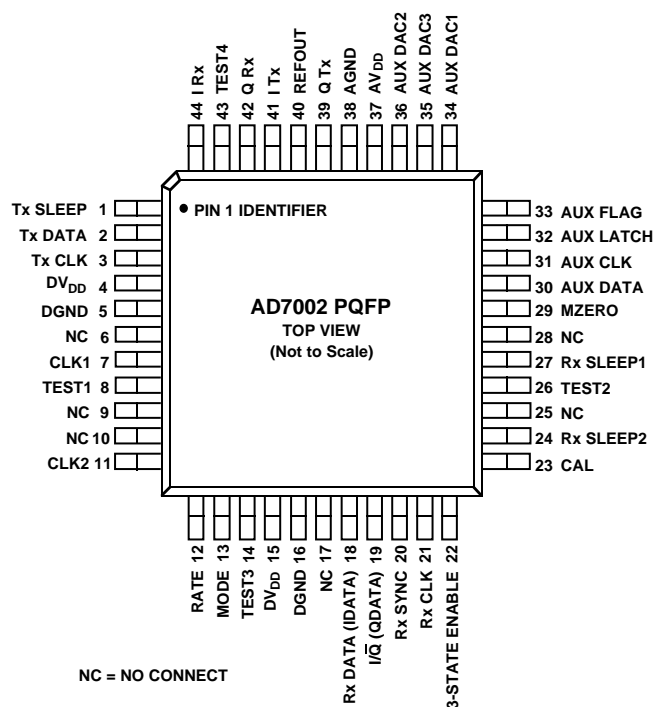 44 I Rx
43 TEST4
42 Q Rx
41 I Tx
40 REFOUT
39 Q Tx
38 AGND
37 AVDD
36 AUX DAC2
35 AUX DAC3
34 AUX DAC1
Tx SLEEP 1
Tx DATA 2
Tx CLK 3
DVDD 4
DGND 5
NC 6
CLK1 7
TEST1 8
NC 9
NC 10
CLK2 11
• PIN 1 IDENTIFIER
AD7002 PQFP
TOP VIEW
(Not to Scale)
33 AUX FLAG
32 AUX LATCH
31 AUX CLK
30 AUX DATA
29 MZERO
28 NC
27 Rx SLEEP1
26 TEST2
25 NC
24 Rx SLEEP2
23 CAL
RATE 12
MODE 13
TEST3 14
DVDD 15
DGND 16
NC 17
Rx DATA (IDATA) 18
I/Q̅ (QDATA) 19
Rx SYNC 20
Rx CLK 21
3-STATE ENABLE 22
NC = NO CONNECT